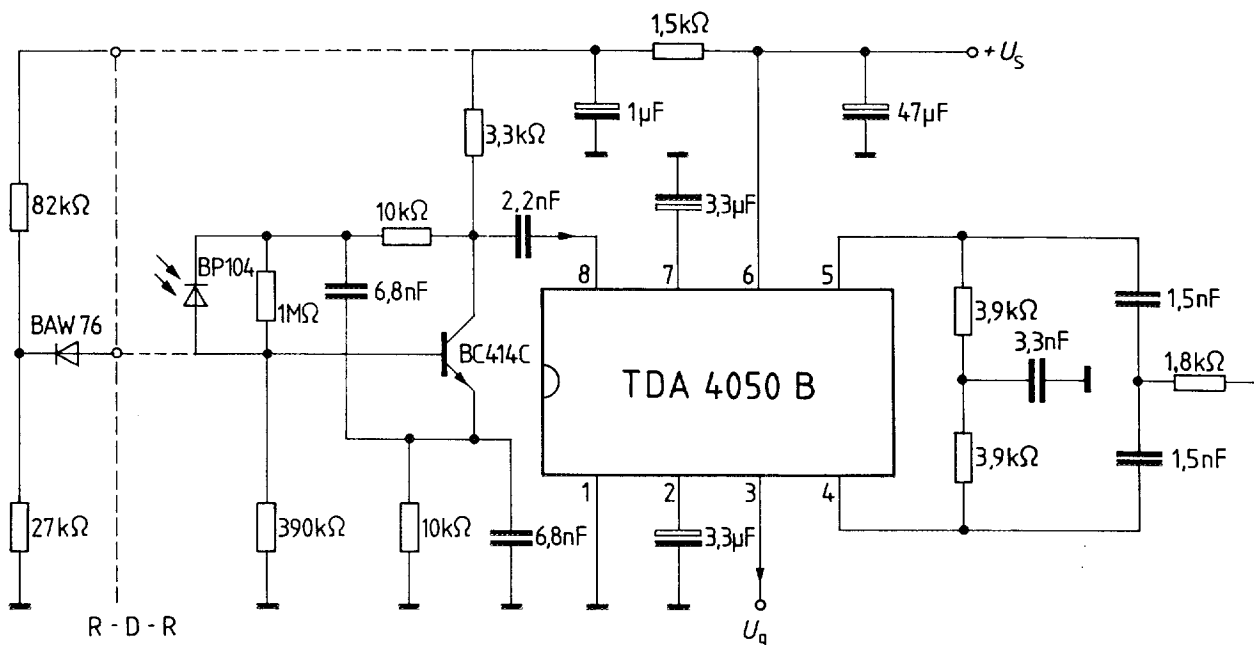 1,5kΩ
+U_S
1µF
47µF
3,3kΩ
82kΩ
10kΩ
2,2nF
3,3µF
BP104
1MΩ
6,8nF
8
7
6
5
BAW76
BC414C
TDA 4050 B
3,9kΩ
3,3nF
1,5nF
1,8kΩ
3,9kΩ
1,5nF
1
2
3
4
27kΩ
390kΩ
10kΩ
6,8nF
3,3µF
R-D-R
U_q